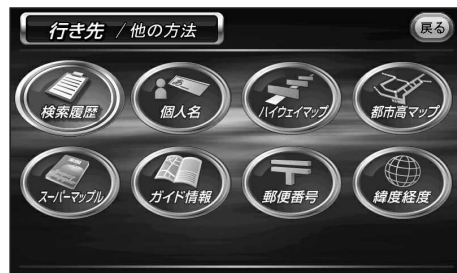 行き先 /他の方法
戻る
検索履歴
個人名
ハイウェイマップ
都市高マップ
スーパーマップル
ガイド情報
郵便番号
緯度経度